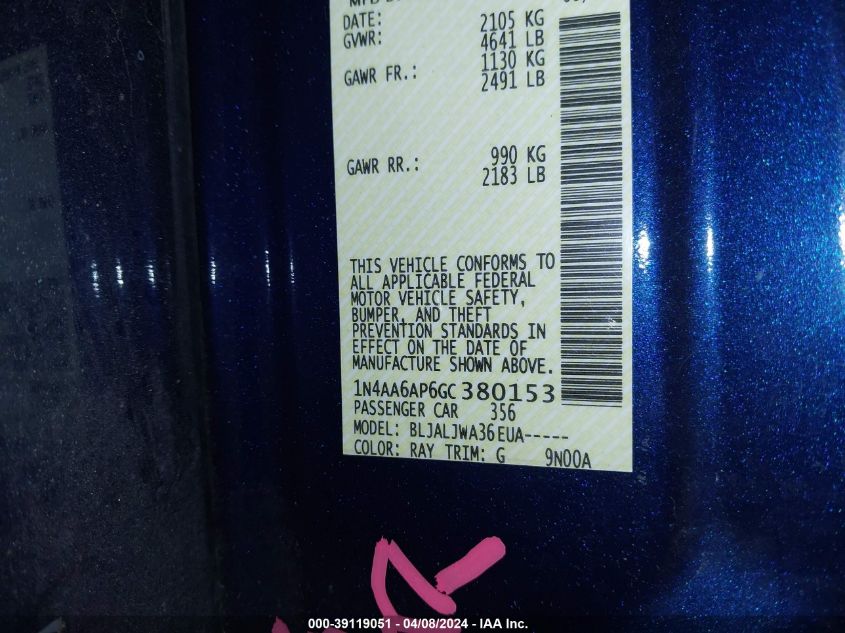 DATE:
GVWR:
2105 KG
4641 LB
GAWR FR.:
1130 KG
2491 LB
GAWR RR.:
990 KG
2183 LB
THIS VEHICLE CONFORMS TO
ALL APPLICABLE FEDERAL
MOTOR VEHICLE SAFETY,
BUMPER, AND THEFT
PREVENTION STANDARDS IN
EFFECT ON THE DATE OF
MANUFACTURE SHOWN ABOVE.
1N4AA6AP6GC380153
PASSENGER CAR 356
MODEL: BLJALJWA36EUA-----
COLOR: RAY TRIM: G 9N00A
000-39119051 - 04/08/2024 - IAA Inc.